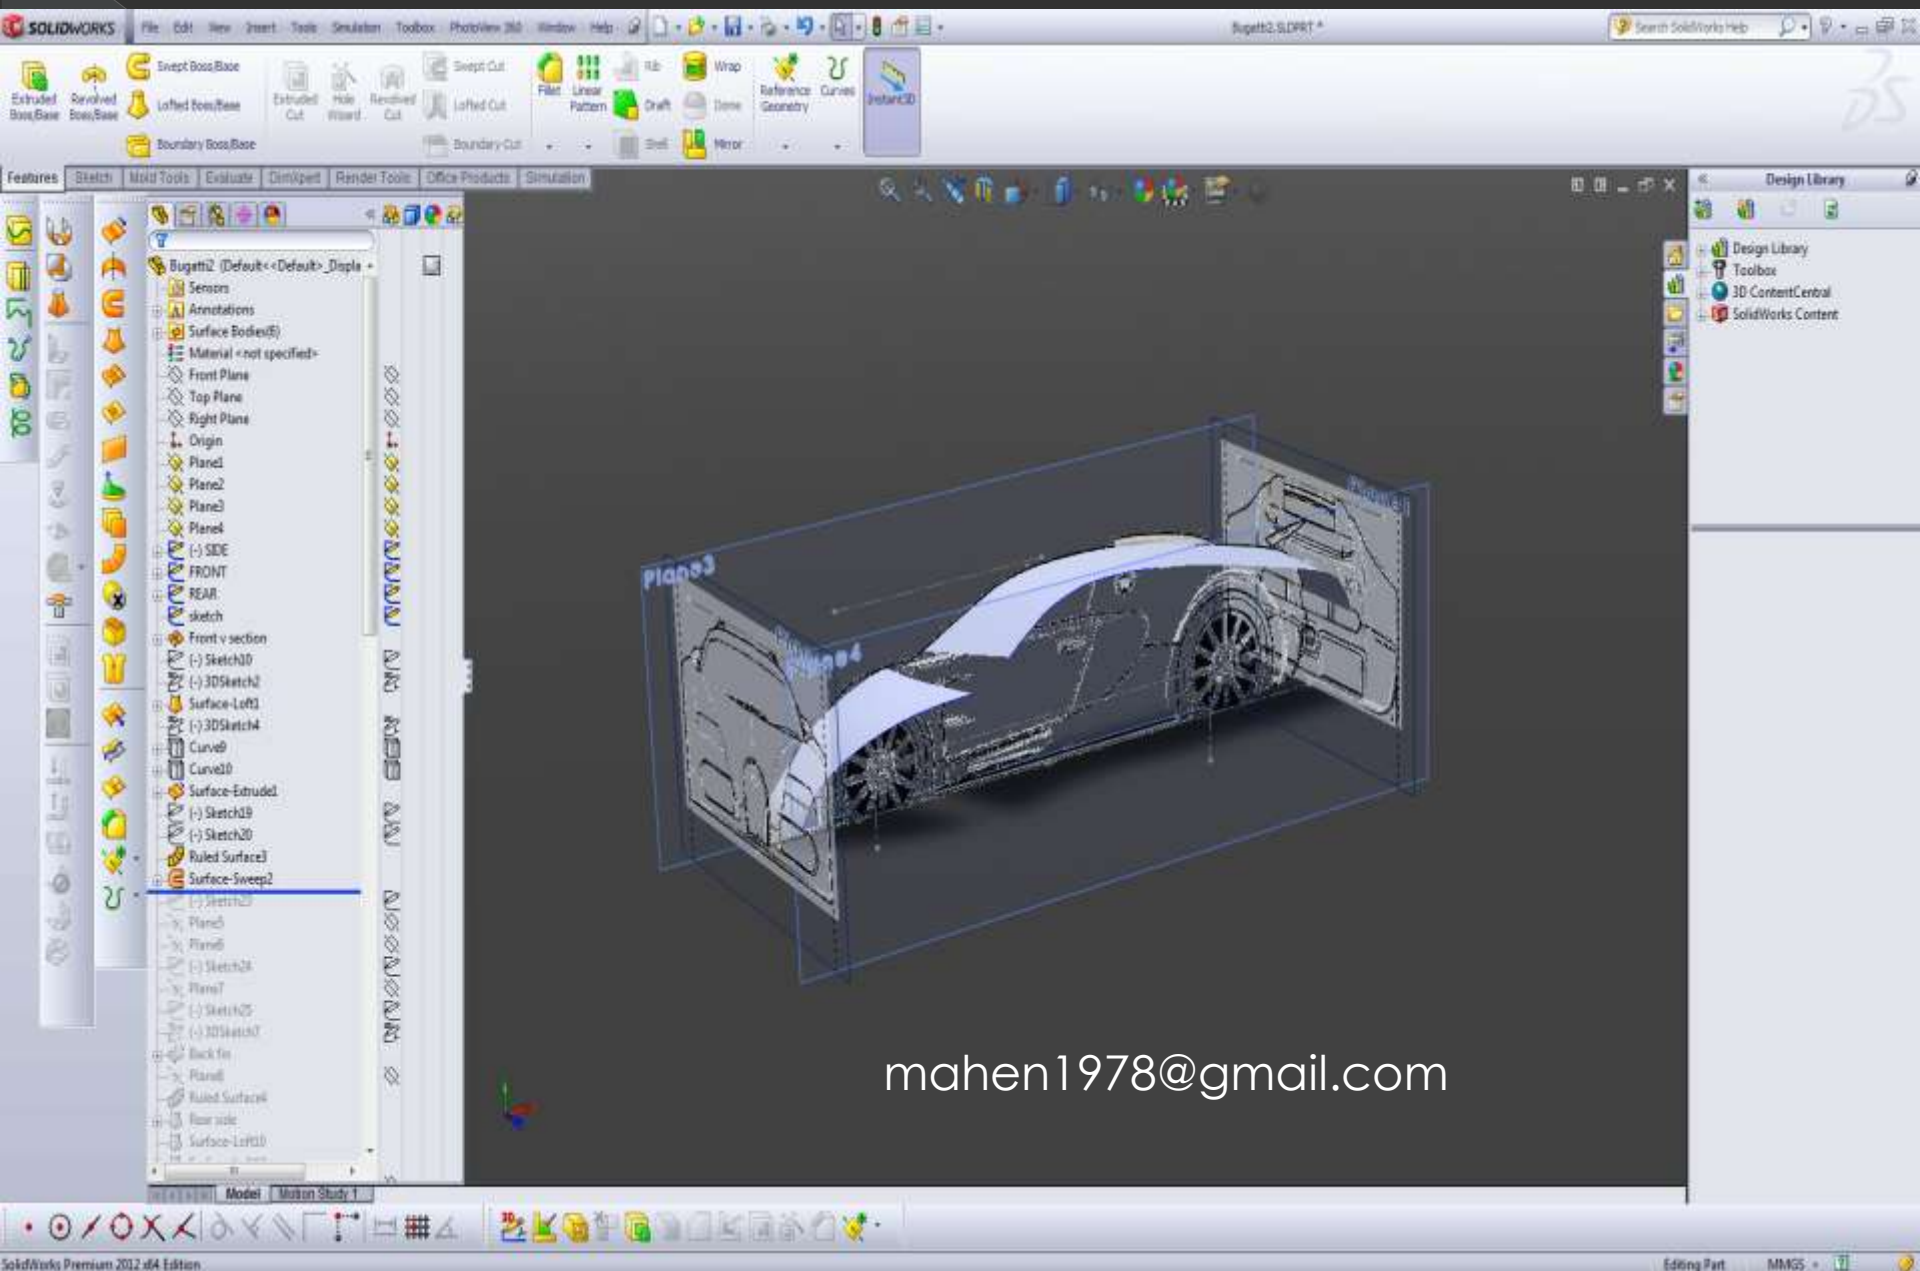 SOLIDWORKS File Edit View Insert Tools Simulation Toolbox PhotoView 360 Window Help
Bugatti2.SLDPRT *
Search SolidWorks Help
Extruded Boss/Base
Revolved Boss/Base
Swept Boss/Base
Lofted Boss/Base
Boundary Boss/Base
Extruded Cut
Hole Wizard
Revolved Cut
Swept Cut
Lofted Cut
Boundary Cut
Fillet
Linear Pattern
Rib
Draft
Shell
Wrap
Dome
Mirror
Reference Geometry
Curves
Instant3D
Features Sketch Mold Tools Evaluate DimXpert Render Tools Office Products Simulation
Bugatti2 (Default<<Default>_Displa
Sensors
Annotations
Surface Bodies(6)
Material <not specified>
Front Plane
Top Plane
Right Plane
Origin
Plane1
Plane2
Plane3
Plane4
(-) SIDE
FRONT
REAR
sketch
Front v section
(-) Sketch10
(-) 3DSketch2
Surface-Loft1
(-) 3DSketch4
Curve9
Curve10
Surface-Extrude1
(-) Sketch19
(-) Sketch20
Ruled Surface3
Surface-Sweep2
(-) Sketch23
Plane5
Plane6
(-) Sketch24
Plane7
(-) Sketch25
(-) 3DSketch7
Back fin
Plane8
Ruled Surface4
Rear side
Surface-Loft10
Model Motion Study 1
Plane3
Design Library
Design Library
Toolbox
3D ContentCentral
SolidWorks Content
mahen1978@gmail.com
SolidWorks Premium 2012 x64 Edition
Editing Part MMGS